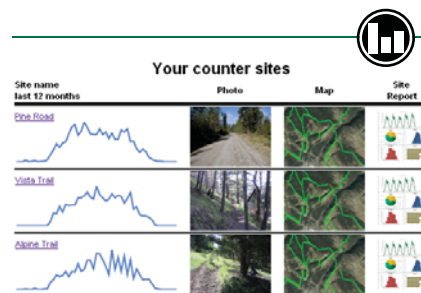 Your counter sites
Site name
last 12 months
Photo
Map
Site
Report
Pine Road
Vista Trail
Alpine Trail